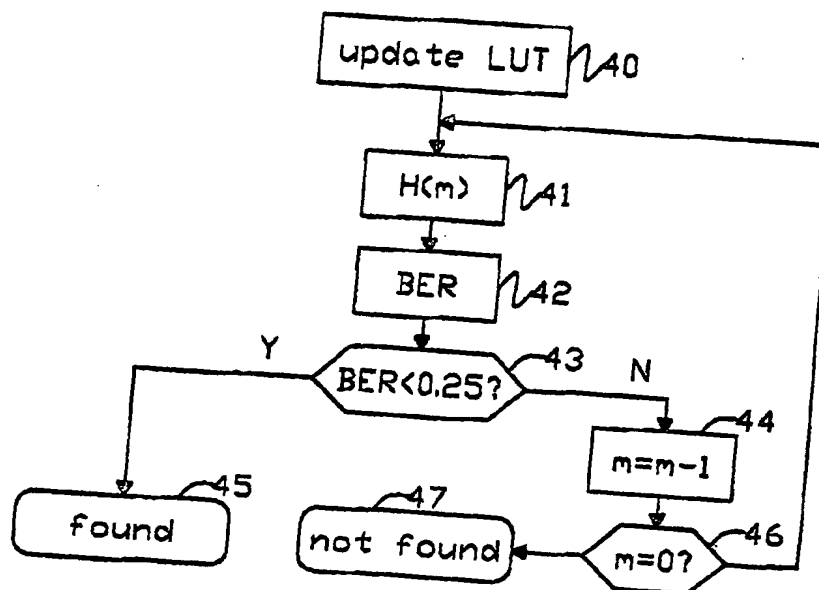 update LUT
40
H(m)
41
BER
42
BER<0.25?
43
Y
N
m=m-1
44
found
45
not found
47
m=0?
46